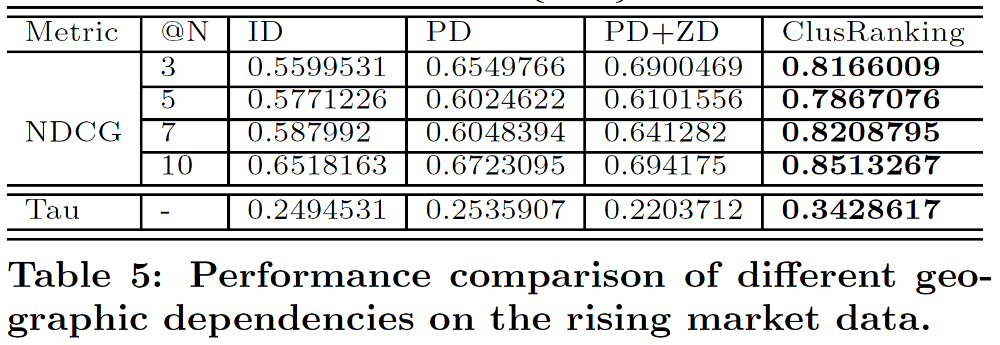 Metric @N ID PD PD+ZD ClusRanking
3 0.5599531 0.6549766 0.6900469 0.8166009
5 0.5771226 0.6024622 0.6101556 0.7867076
NDCG 7 0.587992 0.6048394 0.641282 0.8208795
10 0.6518163 0.6723095 0.694175 0.8513267
Tau - 0.2494531 0.2535907 0.2203712 0.3428617
Table 5: Performance comparison of different geo-
graphic dependencies on the rising market data.